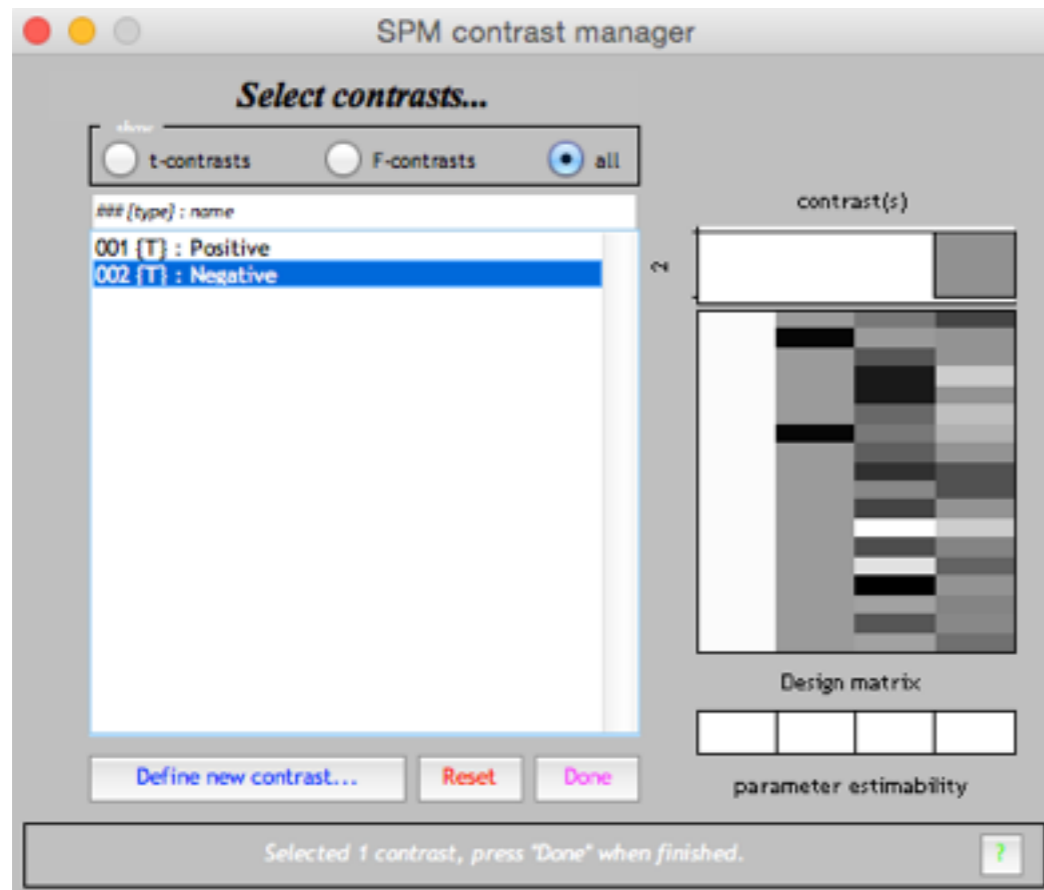 SPM contrast manager
Select contrasts...
show
t-contrasts F-contrasts all
### {type} : name
001 {T} : Positive
002 {T} : Negative
contrast(s)
2
Design matrix
parameter estimability
Define new contrast... Reset Done
Selected 1 contrast, press "Done" when finished.
?